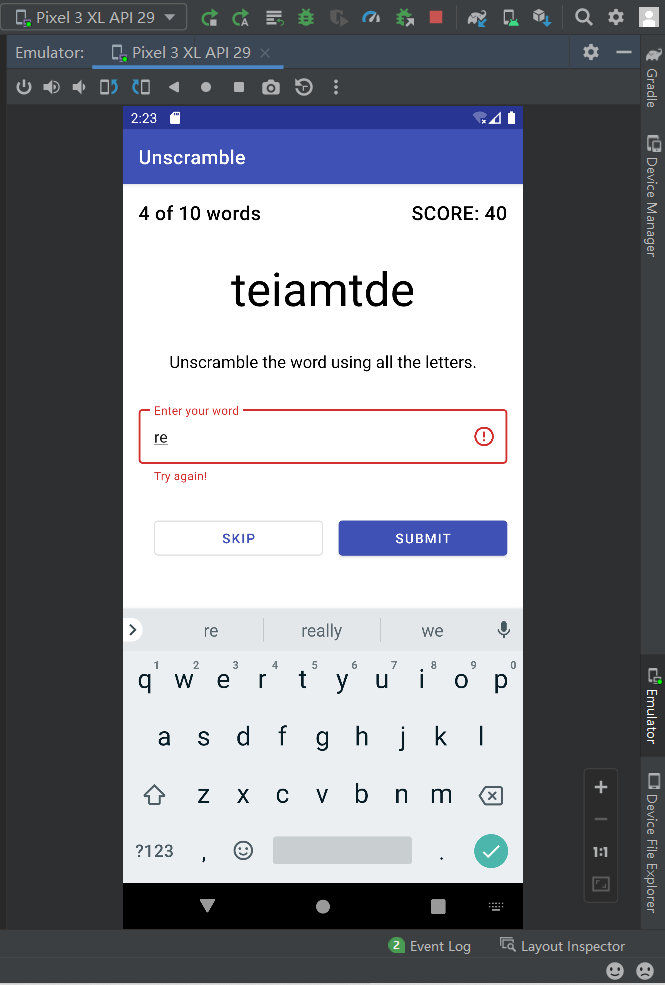 Pixel 3 XL API 29
Emulator: Pixel 3 XL API 29
2:23
Unscramble
4 of 10 words SCORE: 40
teiamtde
Unscramble the word using all the letters.
Enter your word
re
Try again!
SKIP SUBMIT
re really we
1 2 3 4 5 6 7 8 9 0
q w e r t y u i o p
a s d f g h j k l
z x c v b n m
?123 , .
1:1
Gradle
Device Manager
Emulator
Device File Explorer
2 Event Log Layout Inspector